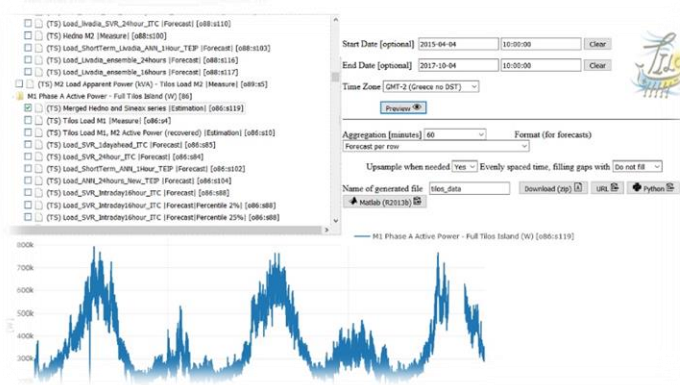 (TS) Load_livadia_SVR_24hour_ITC |Forecast| [o88:s110]
(TS) Hedno M2 |Measure| [o88:s100]
(TS) Load_ShortTerm_Livadia_ANN_1Hour_TEIP |Forecast| [o88:s103]
(TS) Load_Livadia_ensemble_24hours |Forecast| [o88:s116]
(TS) Load_Livadia_ensemble_16hours |Forecast| [o88:s117]
(TS) M2 Load Apparent Power (kVA) - Tilos Load M2 |Measure| [o89:s5]
M1 Phase A Active Power - Full Tilos Island (W) [86]
(TS) Merged Hedno and Sineax series |Estimation| [o86:s119]
(TS) Tilos Load M1 |Measure| [o86:s4]
(TS) Tilos Load M1, M2 Active Power (recovered) |Estimation| [o86:s10]
(TS) Load_SVR_1dayahead_ITC |Forecast| [o86:s85]
(TS) Load_SVR_24hour_ITC |Forecast| [o86:s84]
(TS) Load_ShortTerm_ANN_1Hour_TEIP |Forecast| [o86:s102]
(TS) Load_ANN_24hours_New_TEIP |Forecast| [o86:s104]
(TS) Load_SVR_Intraday16hour_ITC |Forecast| [o86:s88]
(TS) Load_SVR_Intraday16hour_ITC |Forecast|Percentile 2%| [o86:s88]
(TS) Load_SVR_Intraday16hour_ITC |Forecast|Percentile 25%| [o86:s88]
Start Date [optional] 2015-04-04 10:00:00 Clear
End Date [optional] 2017-10-04 10:00:00 Clear
Time Zone GMT-2 (Greece no DST)
Preview
Aggregation [minutes] 60 Format (for forecasts)
Forecast per row
Upsample when needed Yes Evenly spaced time, filling gaps with Do not fill
Name of generated file tilos_data Download (zip) URL Python
Matlab (R2013b)
M1 Phase A Active Power - Full Tilos Island (W) [o86:s119]
800k
700k
600k
500k
400k
300k